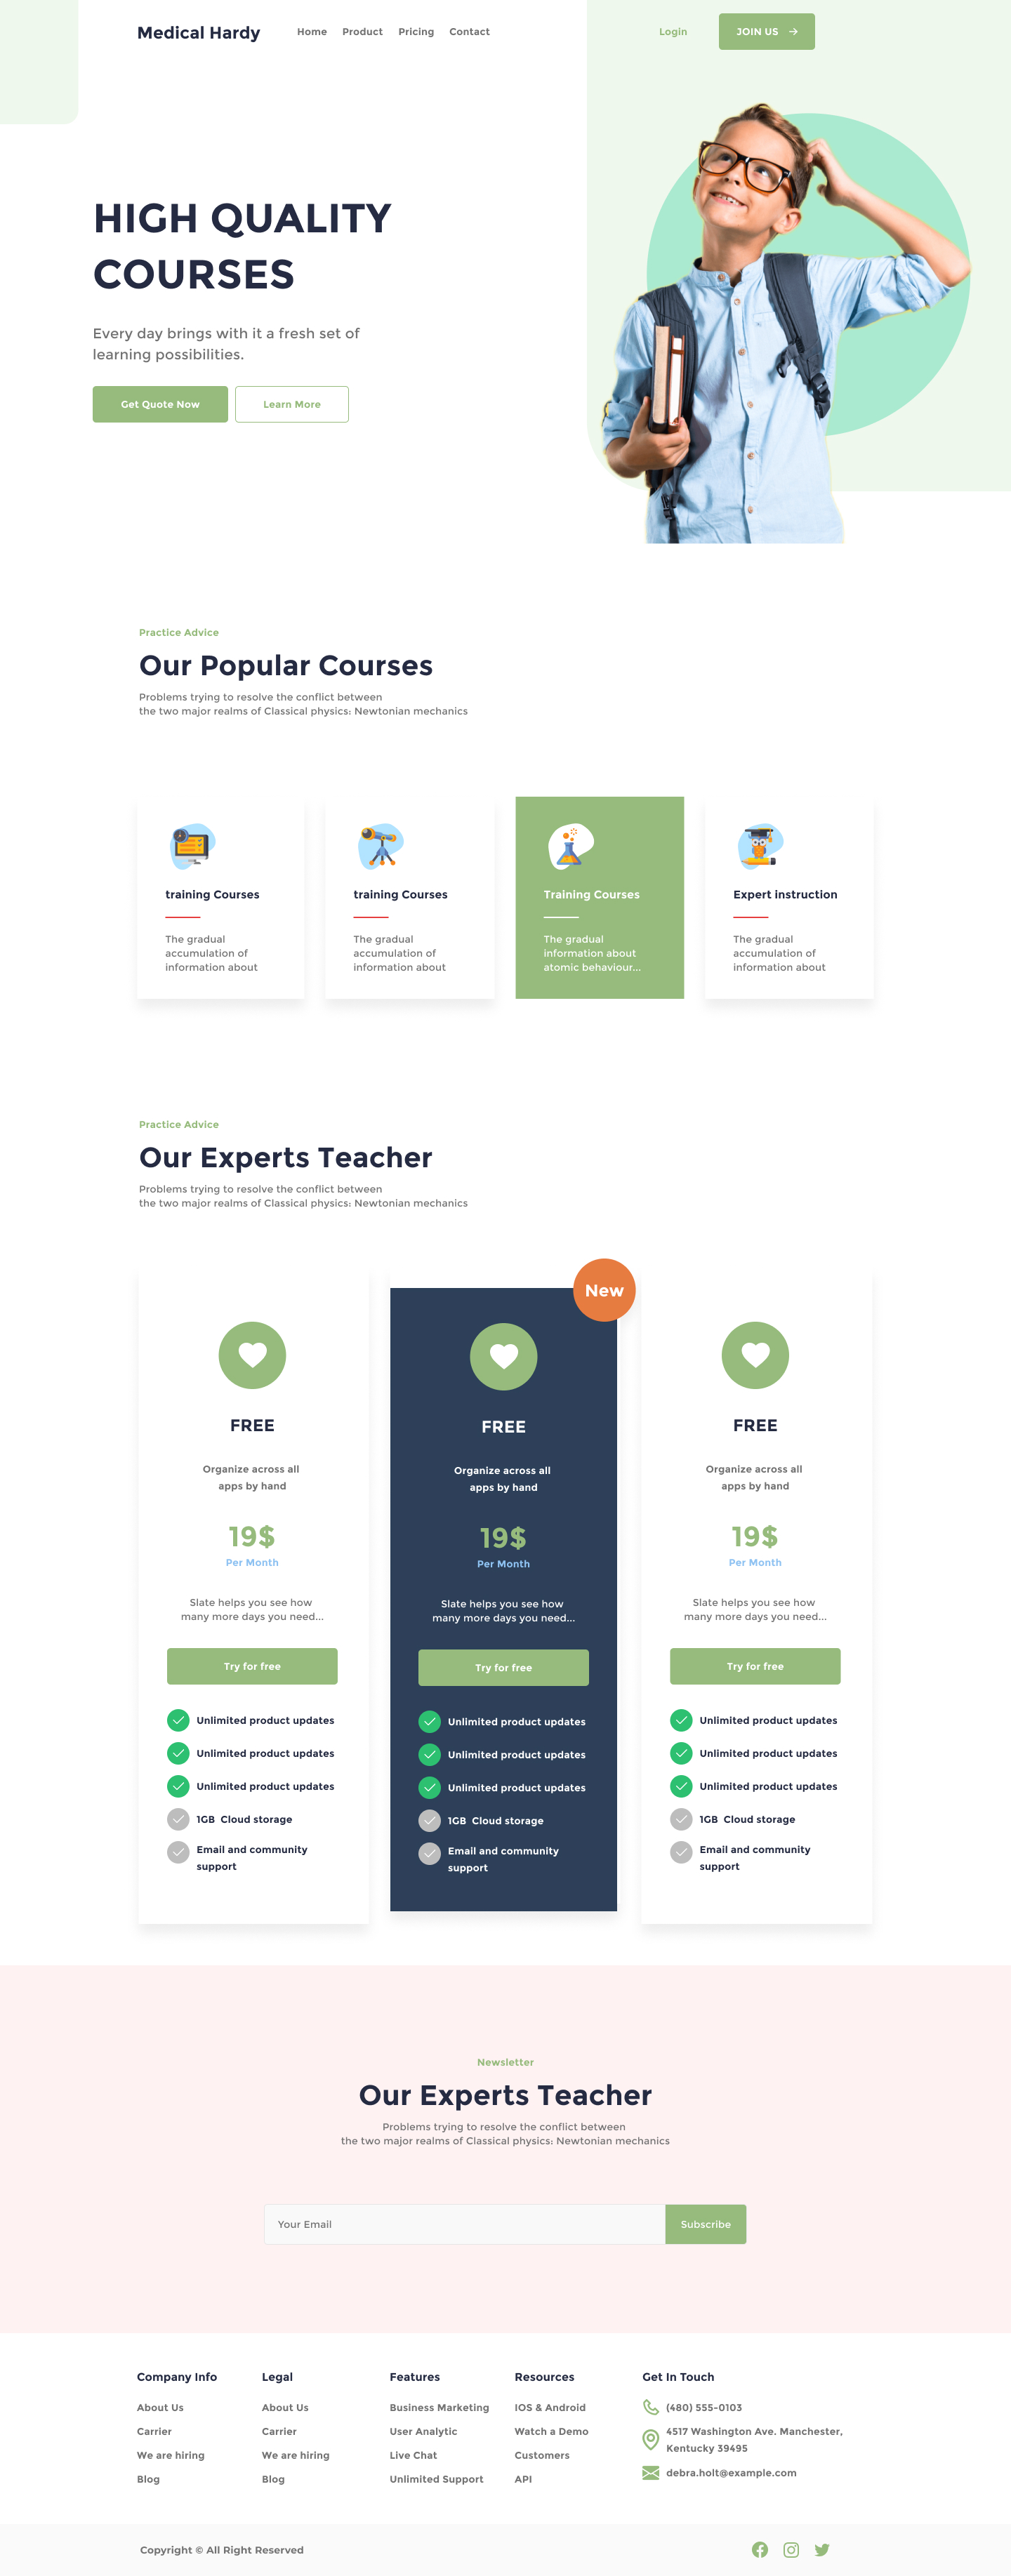 Medical Hardy
Home Product Pricing Contact
Login
JOIN US
HIGH QUALITY
COURSES
Every day brings with it a fresh set of
learning possibilities.
Get Quote Now
Learn More
Practice Advice
Our Popular Courses
Problems trying to resolve the conflict between
the two major realms of Classical physics: Newtonian mechanics
training Courses
The gradual
accumulation of
information about
training Courses
The gradual
accumulation of
information about
Training Courses
The gradual
information about
atomic behaviour...
Expert instruction
The gradual
accumulation of
information about
Practice Advice
Our Experts Teacher
Problems trying to resolve the conflict between
the two major realms of Classical physics: Newtonian mechanics
FREE
Organize across all
apps by hand
19$
Per Month
Slate helps you see how
many more days you need...
Try for free
Unlimited product updates
Unlimited product updates
Unlimited product updates
1GB Cloud storage
Email and community
support
New
FREE
Organize across all
apps by hand
19$
Per Month
Slate helps you see how
many more days you need...
Try for free
Unlimited product updates
Unlimited product updates
Unlimited product updates
1GB Cloud storage
Email and community
support
FREE
Organize across all
apps by hand
19$
Per Month
Slate helps you see how
many more days you need...
Try for free
Unlimited product updates
Unlimited product updates
Unlimited product updates
1GB Cloud storage
Email and community
support
Newsletter
Our Experts Teacher
Problems trying to resolve the conflict between
the two major realms of Classical physics: Newtonian mechanics
Your Email
Subscribe
Company Info
About Us
Carrier
We are hiring
Blog
Legal
About Us
Carrier
We are hiring
Blog
Features
Business Marketing
User Analytic
Live Chat
Unlimited Support
Resources
IOS & Android
Watch a Demo
Customers
API
Get In Touch
(480) 555-0103
4517 Washington Ave. Manchester,
Kentucky 39495
debra.holt@example.com
Copyright © All Right Reserved